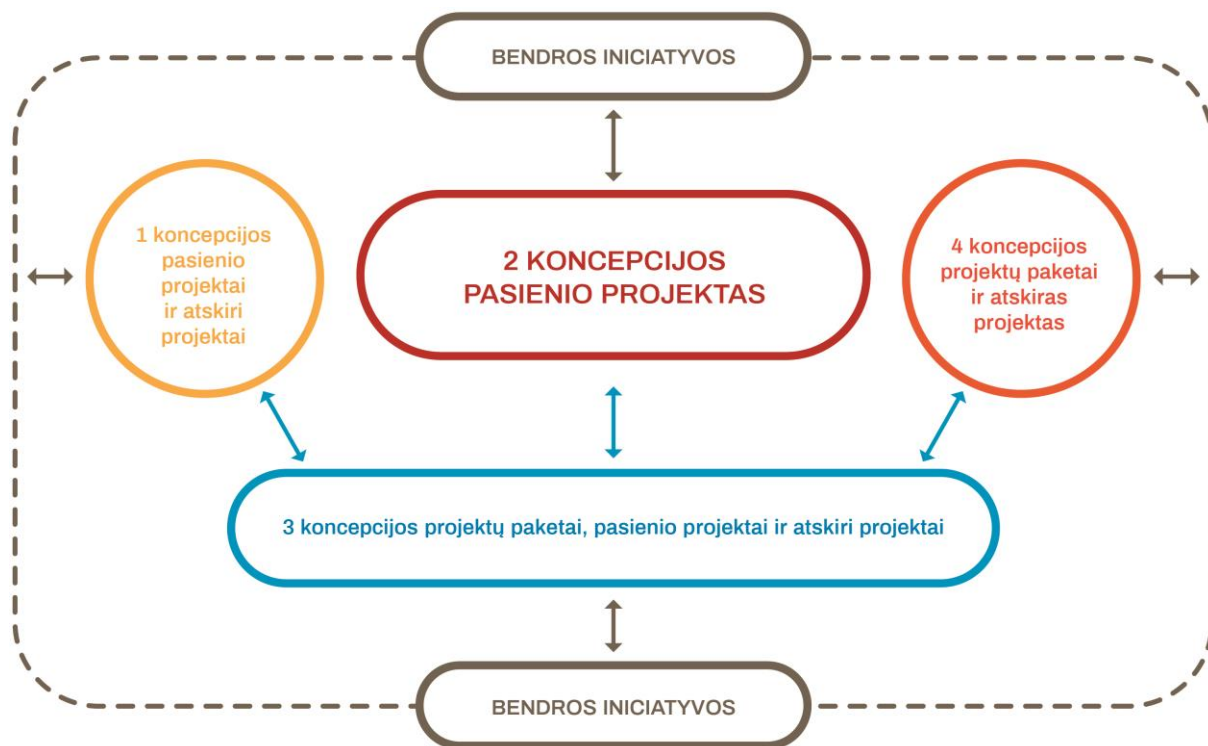 BENDROS INICIATYVOS
1 koncepcijos
pasienio
projektai
ir atskiri
projektai
2 KONCEPCIJOS
PASIENIO PROJEKTAS
4 koncepcijos
projektų paketai
ir atskiras
projektas
3 koncepcijos projektų paketai, pasienio projektai ir atskiri projektai
BENDROS INICIATYVOS